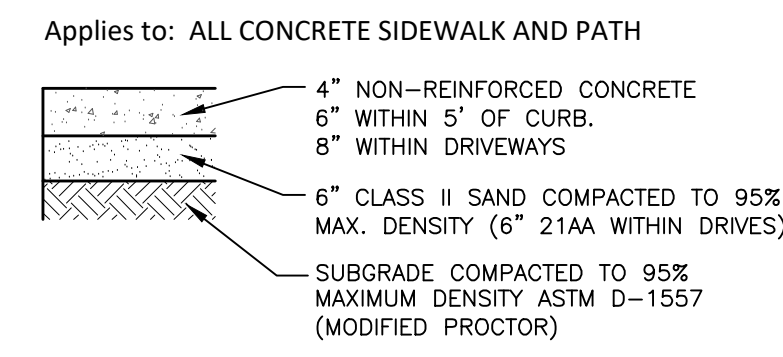 Applies to: ALL CONCRETE SIDEWALK AND PATH
4" NON-REINFORCED CONCRETE
6" WITHIN 5' OF CURB.
8" WITHIN DRIVEWAYS
6" CLASS II SAND COMPACTED TO 95%
MAX. DENSITY (6" 21AA WITHIN DRIVES)
SUBGRADE COMPACTED TO 95%
MAXIMUM DENSITY ASTM D-1557
(MODIFIED PROCTOR)